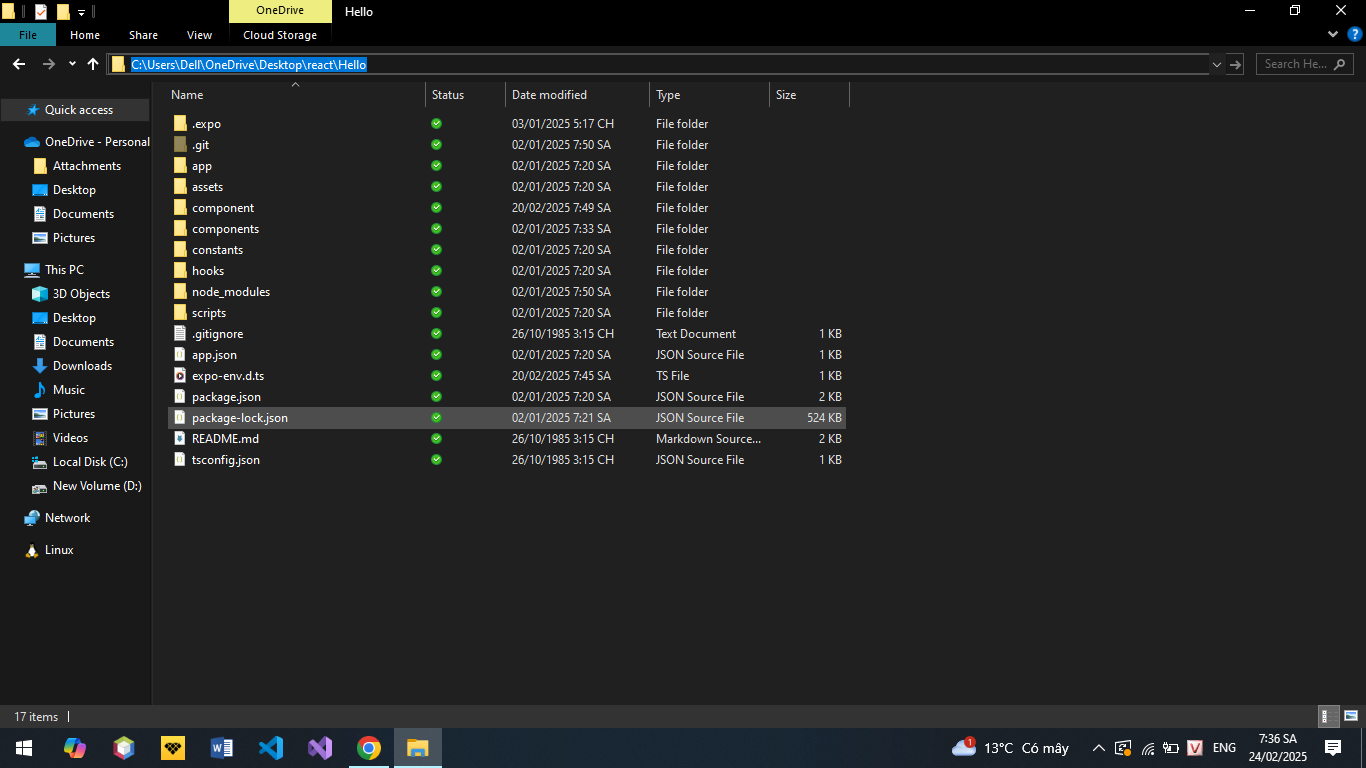 OneDrive
Hello
File
Home
Share
View
Cloud Storage
C:\Users\Dell\OneDrive\Desktop\react\Hello
Search He...
Name
Status
Date modified
Type
Size
Quick access
OneDrive - Personal
Attachments
Desktop
Documents
Pictures
This PC
3D Objects
Desktop
Documents
Downloads
Music
Pictures
Videos
Local Disk (C:)
New Volume (D:)
Network
Linux
.expo 03/01/2025 5:17 CH File folder
.git 02/01/2025 7:50 SA File folder
app 02/01/2025 7:20 SA File folder
assets 02/01/2025 7:20 SA File folder
component 20/02/2025 7:49 SA File folder
components 02/01/2025 7:33 SA File folder
constants 02/01/2025 7:20 SA File folder
hooks 02/01/2025 7:20 SA File folder
node_modules 02/01/2025 7:50 SA File folder
scripts 02/01/2025 7:20 SA File folder
.gitignore 26/10/1985 3:15 CH Text Document 1 KB
app.json 02/01/2025 7:20 SA JSON Source File 1 KB
expo-env.d.ts 20/02/2025 7:45 SA TS File 1 KB
package.json 02/01/2025 7:20 SA JSON Source File 2 KB
package-lock.json 02/01/2025 7:21 SA JSON Source File 524 KB
README.md 26/10/1985 3:15 CH Markdown Source... 2 KB
tsconfig.json 26/10/1985 3:15 CH JSON Source File 1 KB
17 items
1
13°C Có mây
V
ENG
7:36 SA
24/02/2025